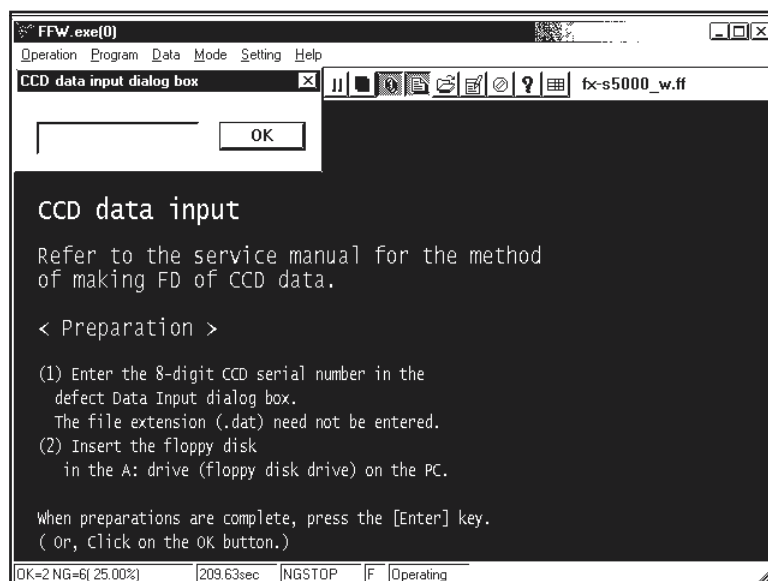 FFW.exe(0)
Operation Program Data Mode Setting Help
CCD data input dialog box
fx-s5000_w.ff
OK
CCD data input
Refer to the service manual for the method
of making FD of CCD data.
< Preparation >
(1) Enter the 8-digit CCD serial number in the
defect Data Input dialog box.
The file extension (.dat) need not be entered.
(2) Insert the floppy disk
in the A: drive (floppy disk drive) on the PC.
When preparations are complete, press the [Enter] key.
( Or, Click on the OK button.)
OK=2 NG=6( 25.00%) 209.63sec NGSTOP F Operating